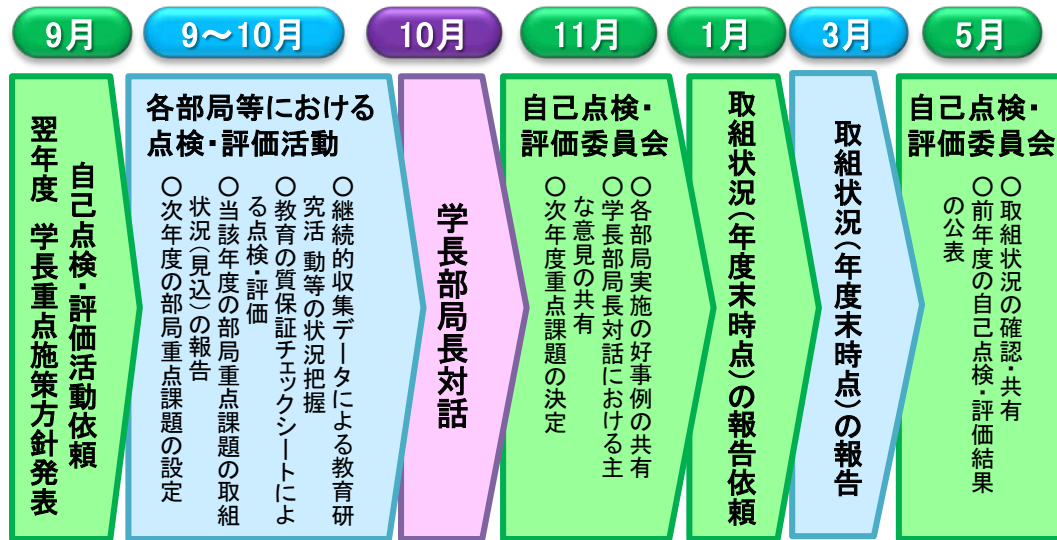 9月
自己点検・評価活動依頼
翌年度 学長重点施策方針発表
9～10月
各部局等における
点検・評価活動
○継続的収集データによる教育研
究活 動等の状況把握
○教育の質保証チェックシートによ
る点検・評価
○当該年度の部局重点課題の取組
状況(見込)の報告
○次年度の部局重点課題の設定
10月
学長部局長対話
11月
自己点検・
評価委員会
○各部局実施の好事例の共有
○学長部局長対話における主
な意見の共有
○次年度重点課題の決定
1月
取組状況(年度末時点)の報告依頼
3月
取組状況(年度末時点)の報告
5月
自己点検・
評価委員会
○取組状況の確認・共有
○前年度の自己点検・評価結果
の公表